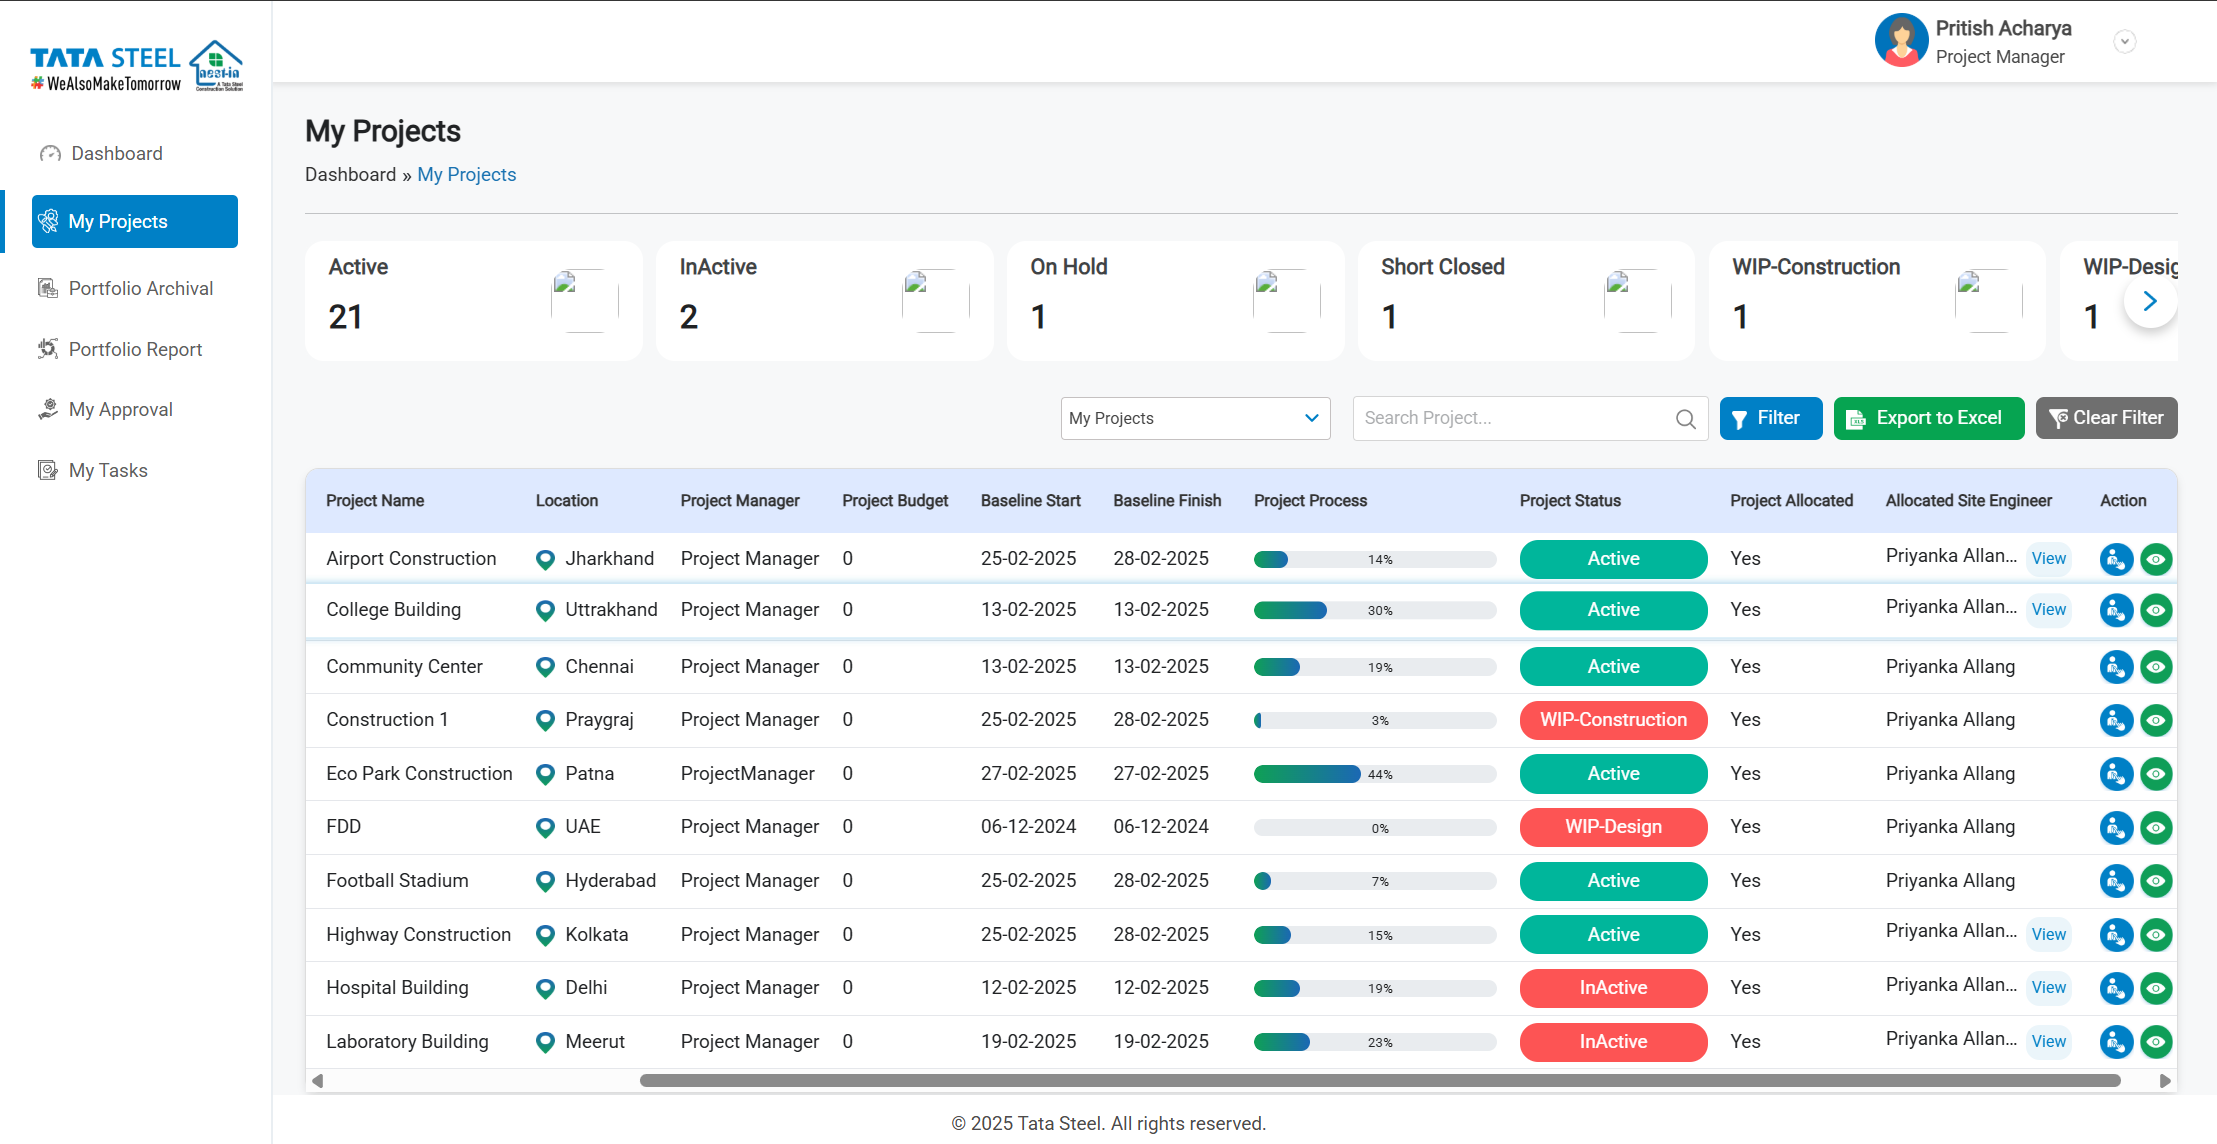 TATA STEEL
#WeAlsoMakeTomorrow
nest-in
A Tata Steel
Construction Solution
Pritish Acharya
Project Manager
Dashboard
My Projects
Portfolio Archival
Portfolio Report
My Approval
My Tasks
My Projects
Dashboard » My Projects
Active
21
InActive
2
On Hold
1
Short Closed
1
WIP-Construction
1
WIP-Desig
1
My Projects
Search Project...
Filter
Export to Excel
Clear Filter
Project Name Location Project Manager Project Budget Baseline Start Baseline Finish Project Process Project Status Project Allocated Allocated Site Engineer Action
Airport Construction Jharkhand Project Manager 0 25-02-2025 28-02-2025 14% Active Yes Priyanka Allan... View
College Building Uttrakhand Project Manager 0 13-02-2025 13-02-2025 30% Active Yes Priyanka Allan... View
Community Center Chennai Project Manager 0 13-02-2025 13-02-2025 19% Active Yes Priyanka Allang
Construction 1 Praygraj Project Manager 0 25-02-2025 28-02-2025 3% WIP-Construction Yes Priyanka Allang
Eco Park Construction Patna ProjectManager 0 27-02-2025 27-02-2025 44% Active Yes Priyanka Allang
FDD UAE Project Manager 0 06-12-2024 06-12-2024 0% WIP-Design Yes Priyanka Allang
Football Stadium Hyderabad Project Manager 0 25-02-2025 28-02-2025 7% Active Yes Priyanka Allang
Highway Construction Kolkata Project Manager 0 25-02-2025 28-02-2025 15% Active Yes Priyanka Allan... View
Hospital Building Delhi Project Manager 0 12-02-2025 12-02-2025 19% InActive Yes Priyanka Allan... View
Laboratory Building Meerut Project Manager 0 19-02-2025 19-02-2025 23% InActive Yes Priyanka Allan... View
© 2025 Tata Steel. All rights reserved.